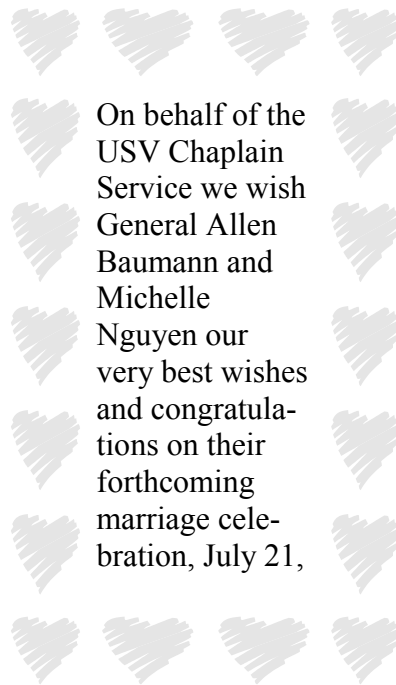 On behalf of the
USV Chaplain
Service we wish
General Allen
Baumann and
Michelle
Nguyen our
very best wishes
and congratula-
tions on their
forthcoming
marriage cele-
bration, July 21,